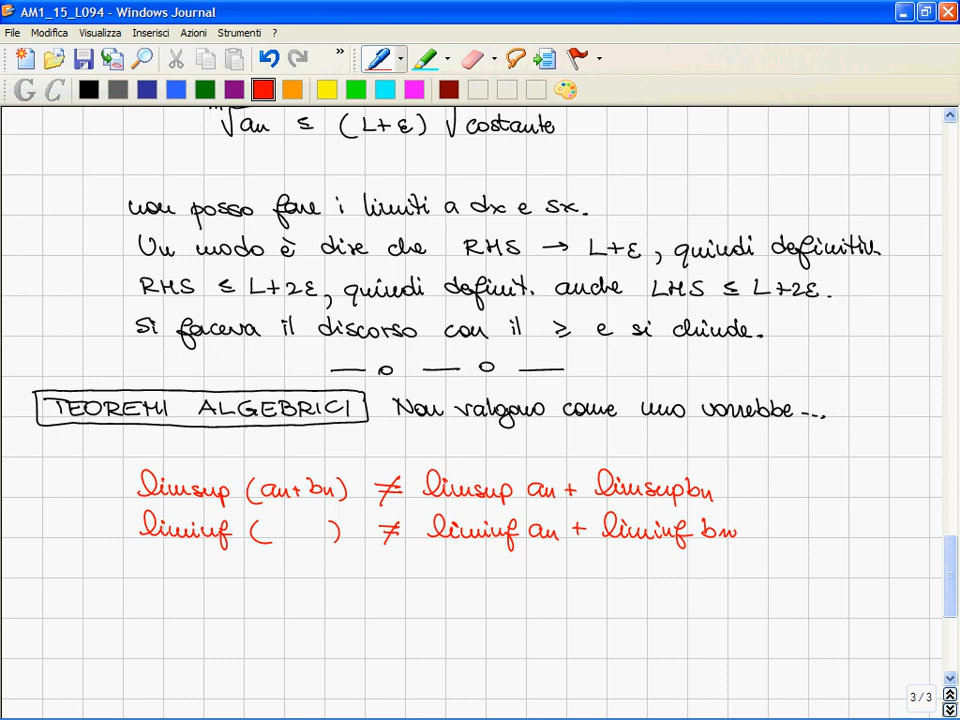 AM1_15_L094 - Windows Journal
File Modifica Visualizza Inserisci Azioni Strumenti ?
»
G C
√an ≤ (L+ε) √costante
non posso fare i limiti a dx e sx.
Un modo è dire che RHS → L+ε, quindi definitiv.
RHS ≤ L+2ε, quindi definit. anche LHS ≤ L+2ε.
Si faceva il discorso con il ≥ e si chiude.
— o — o —
TEOREMI ALGEBRICI Non valgono come uno vorrebbe...
limsup (an+bn) ≠ limsup an + limsup bn
liminf ( ) ≠ liminf an + liminf bn
3 / 3